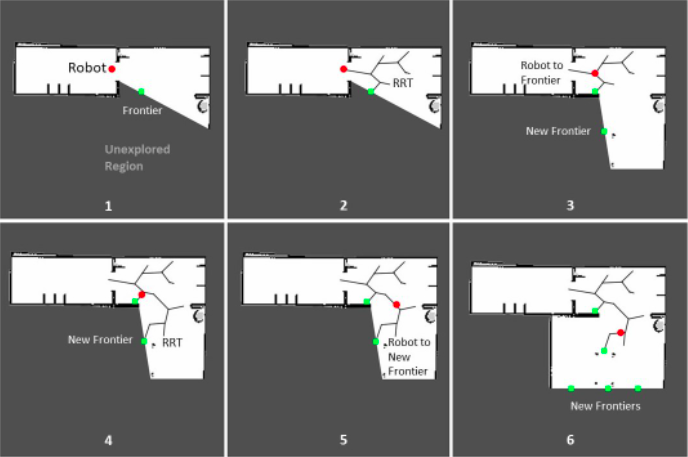 Robot
Frontier
Unexplored
Region
1
RRT
2
Robot to
Frontier
New Frontier
3
New Frontier
RRT
4
Robot to
New
Frontier
5
New Frontiers
6